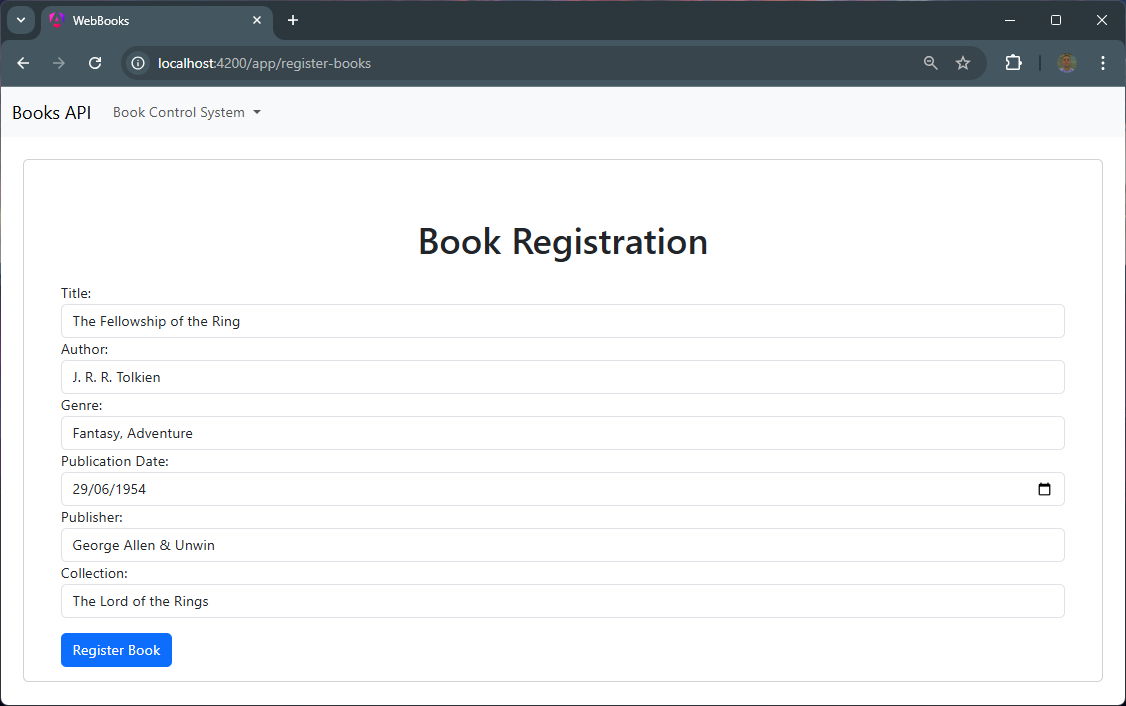 WebBooks
localhost:4200/app/register-books
Books API Book Control System
Book Registration
Title:
The Fellowship of the Ring
Author:
J. R. R. Tolkien
Genre:
Fantasy, Adventure
Publication Date:
29/06/1954
Publisher:
George Allen & Unwin
Collection:
The Lord of the Rings
Register Book